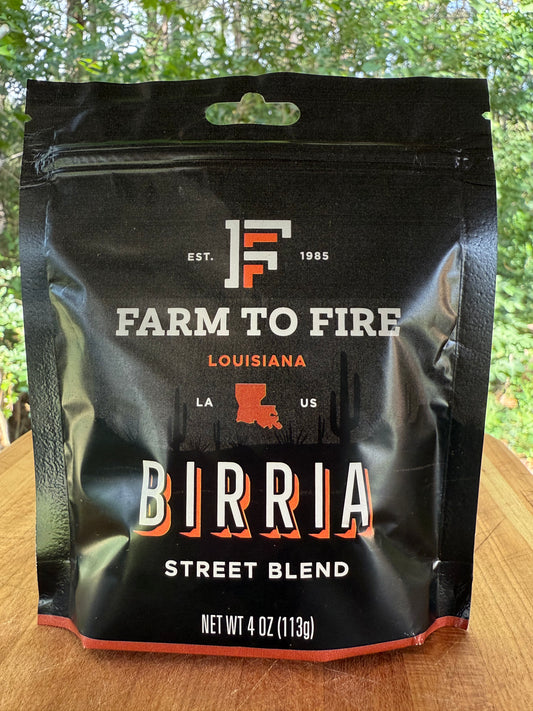 EST. 1985
FARM TO FIRE
LOUISIANA
LA US
BIRRIA
STREET BLEND
NET WT 4 OZ (113g)